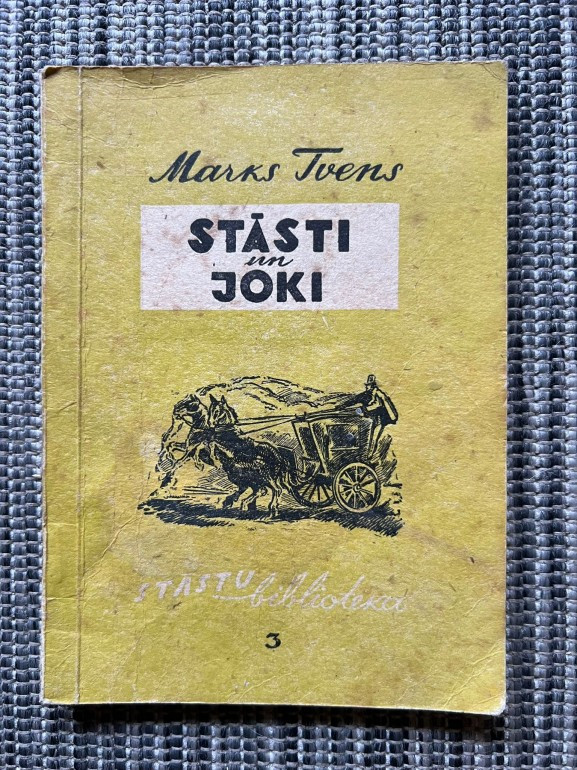 Marks Tvens
STĀSTI
un
JOKI
STĀSTU bibliotēka
3